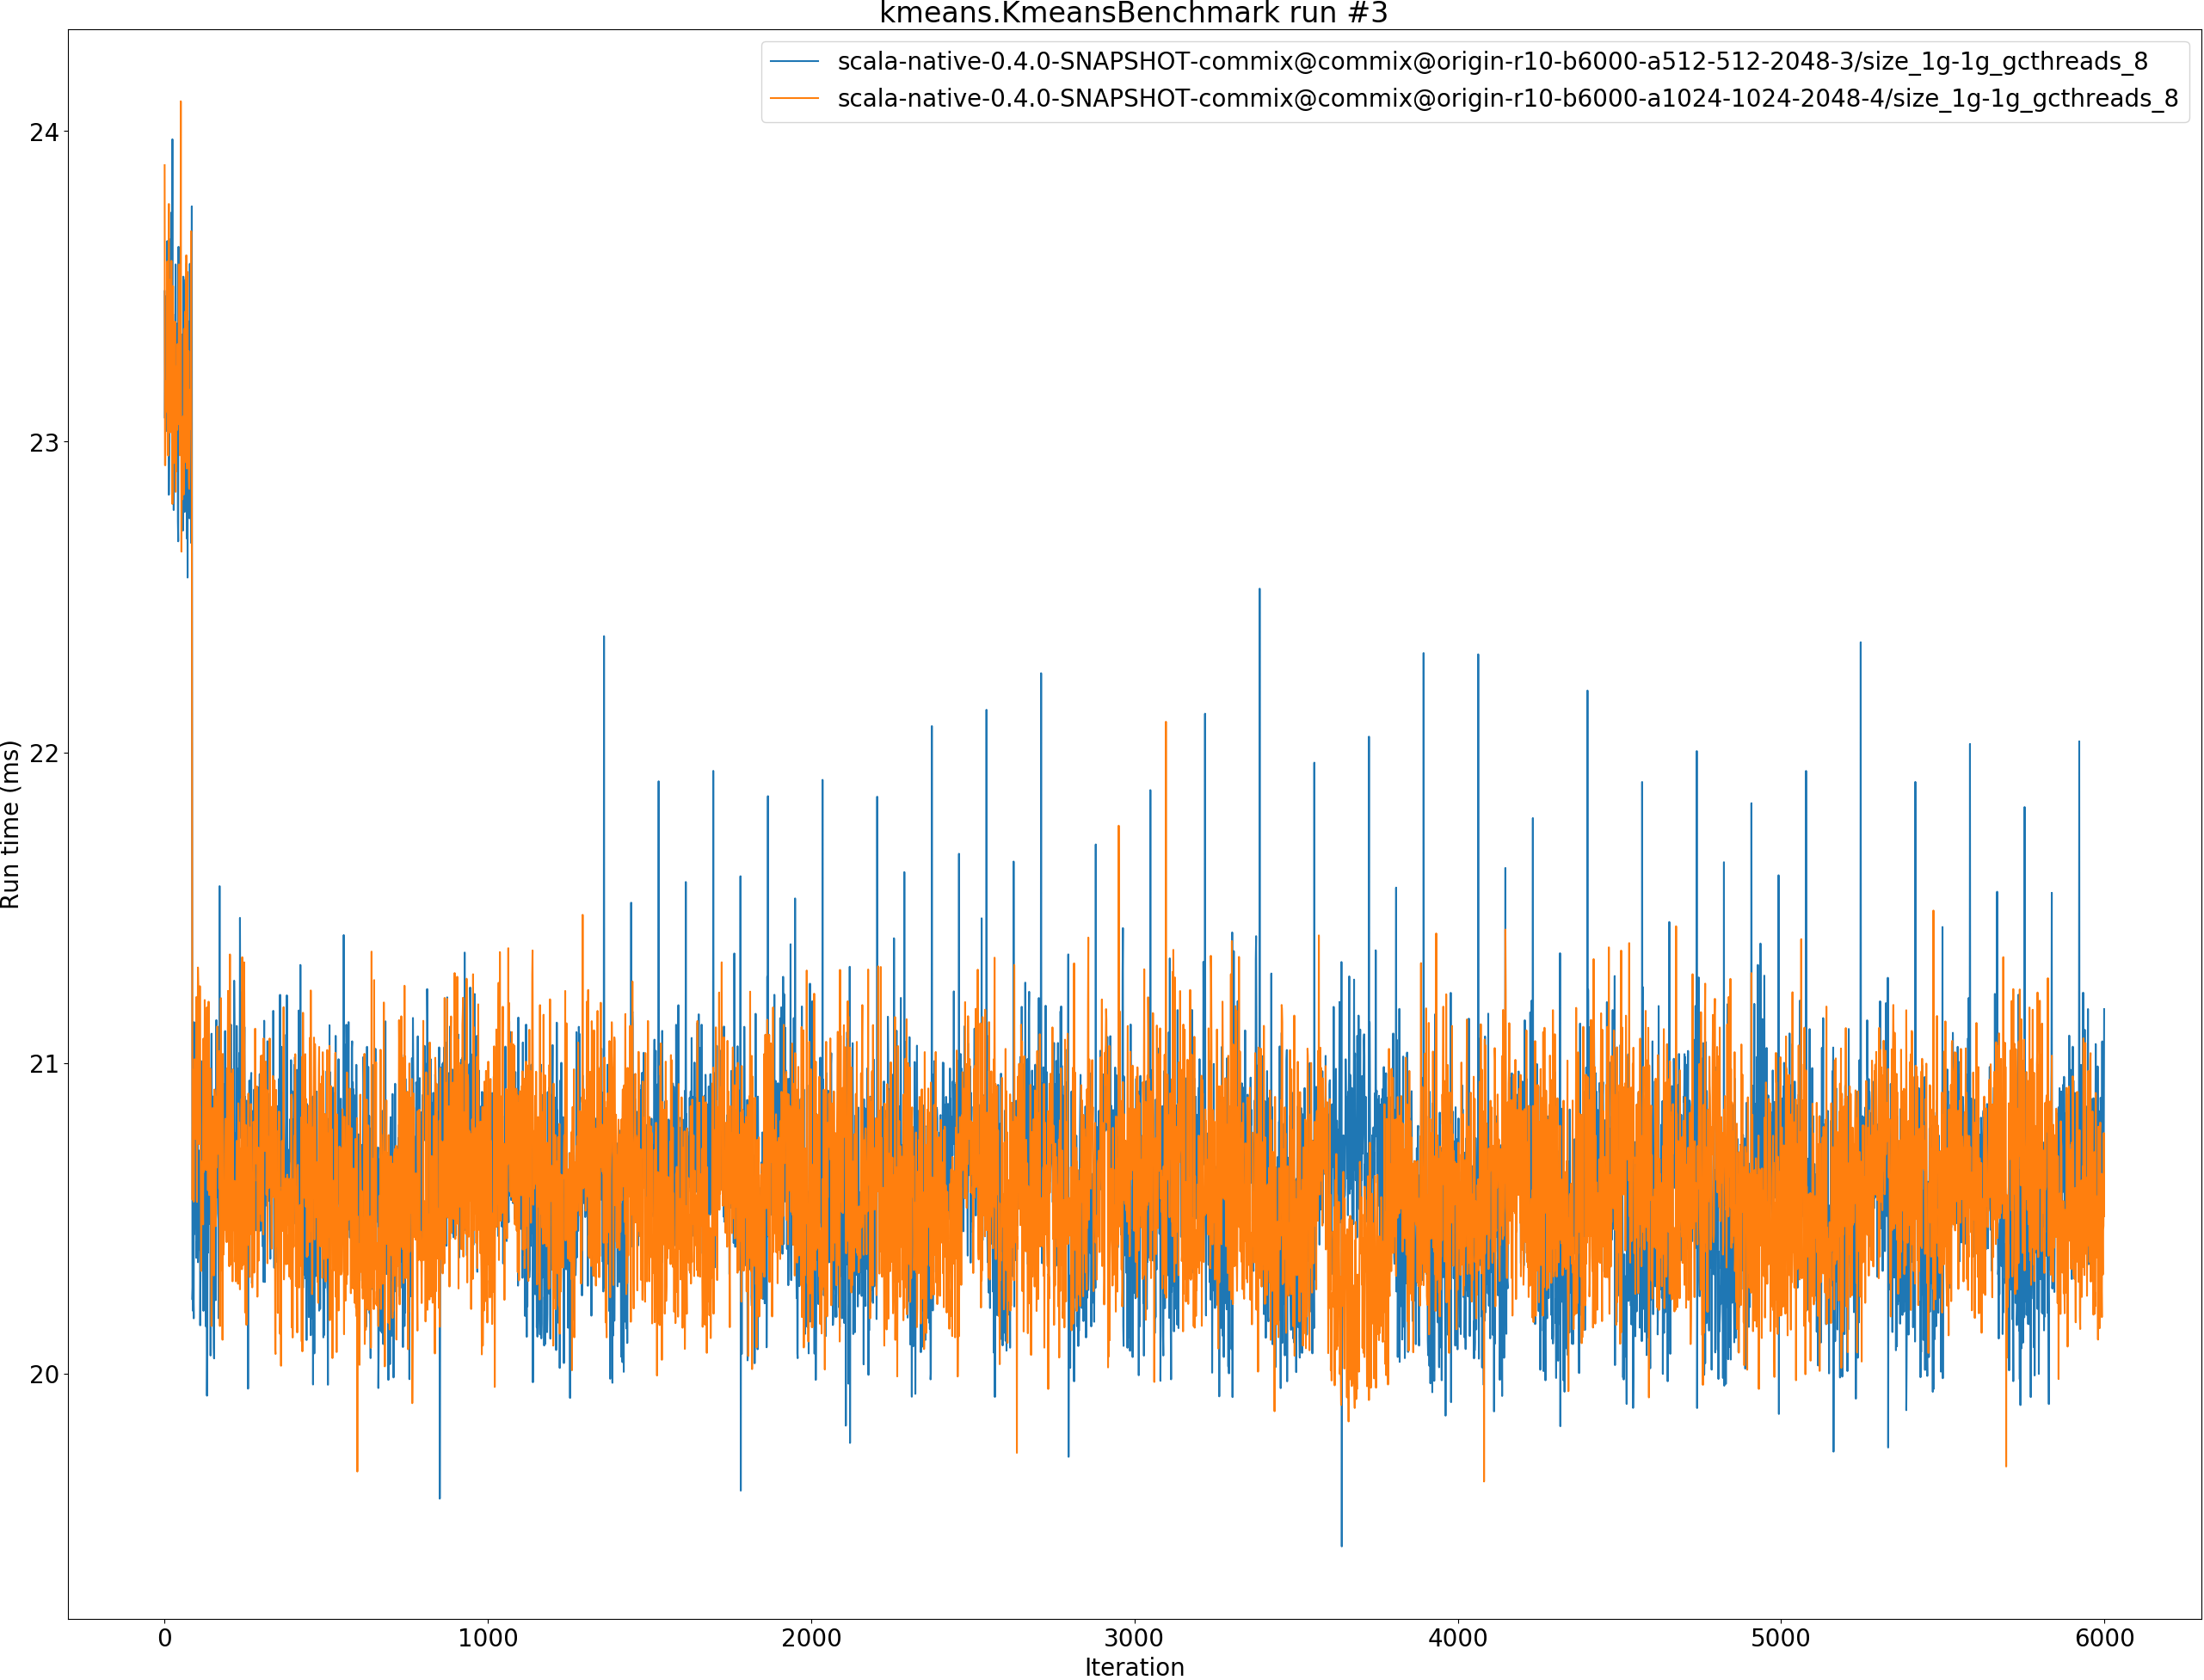 kmeans.KmeansBenchmark run #3
scala-native-0.4.0-SNAPSHOT-commix@commix@origin-r10-b6000-a512-512-2048-3/size_1g-1g_gcthreads_8
scala-native-0.4.0-SNAPSHOT-commix@commix@origin-r10-b6000-a1024-1024-2048-4/size_1g-1g_gcthreads_8
24
23
22
21
20
Run time (ms)
0 1000 2000 3000 4000 5000 6000
Iteration